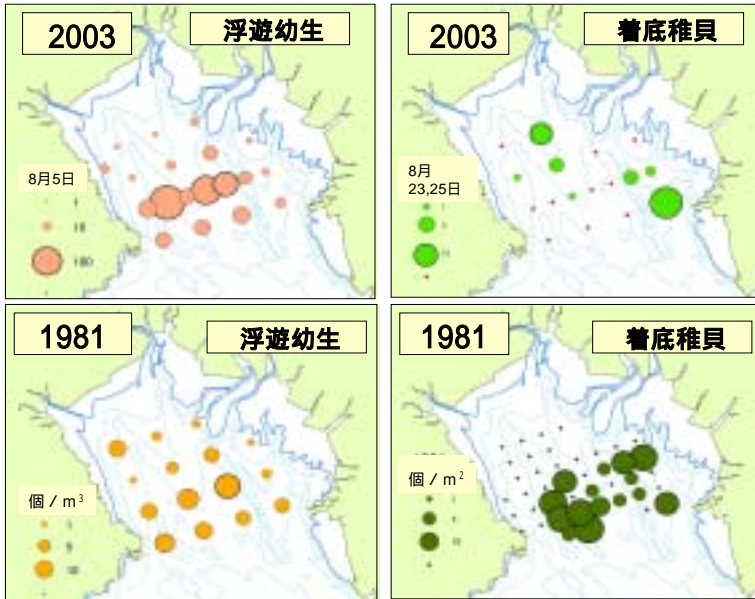 2003
浮遊幼生
8月5日
1
10
100
2003
着底稚貝
8月
23,25日
1981
浮遊幼生
個／m³
1981
着底稚貝
個／m²